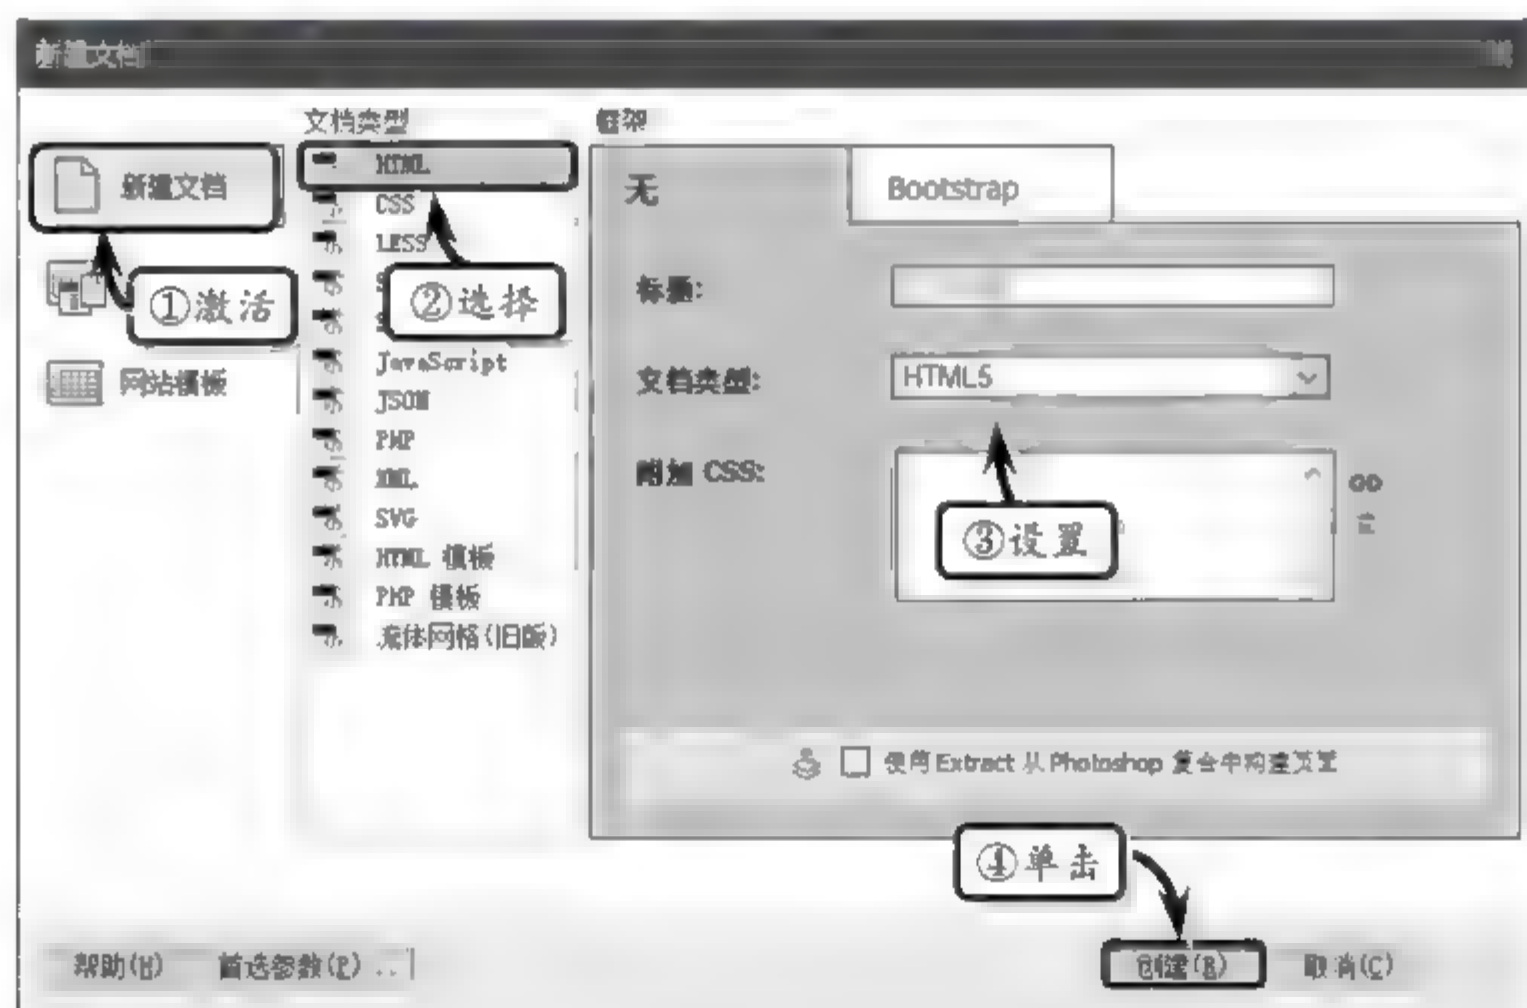 新建文档
新建文档
①激活
网站模板
文档类型
HTML
CSS
LESS
②选择
JavaScript
JSON
PHP
XML
SVG
HTML 模板
PHP 模板
流体网格(旧版)
框架
无
Bootstrap
标题:
文档类型:
HTML5
附加 CSS:
③设置
使用 Extract 从 Photoshop 复合中构建页面
④单击
帮助(H)
首选参数(P)...
创建(R)
取消(C)